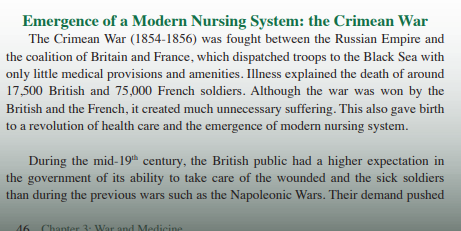 Emergence of a Modern Nursing System: the Crimean War
The Crimean War (1854-1856) was fought between the Russian Empire and
the coalition of Britain and France, which dispatched troops to the Black Sea with
only little medical provisions and amenities. Illness explained the death of around
17,500 British and 75,000 French soldiers. Although the war was won by the
British and the French, it created much unnecessary suffering. This also gave birth
to a revolution of health care and the emergence of modern nursing system.
During the mid-19th century, the British public had a higher expectation in
the government of its ability to take care of the wounded and the sick soldiers
than during the previous wars such as the Napoleonic Wars. Their demand pushed
46 Chapter 3: War and Medicine